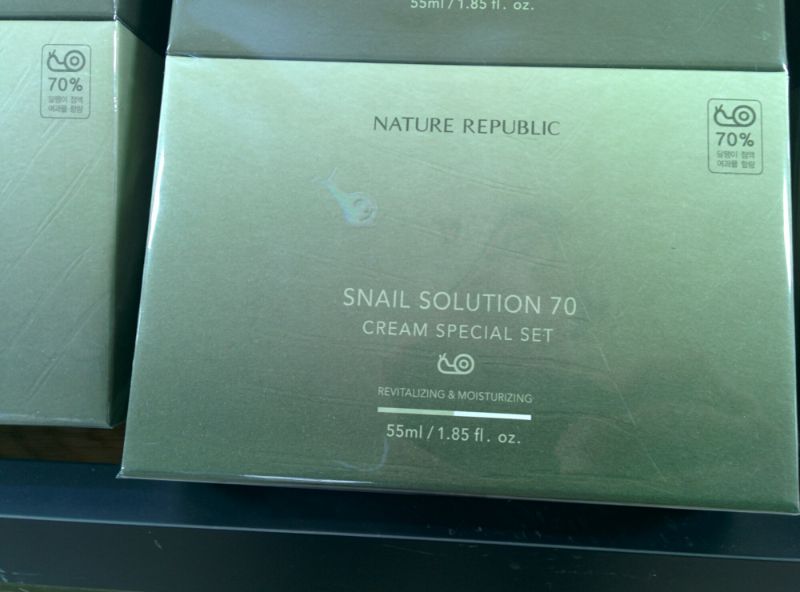 55ml / 1.85 fl. oz.
70%
달팽이 점액
여과물 함량
NATURE REPUBLIC
70%
달팽이 점액
여과물 함량
SNAIL SOLUTION 70
CREAM SPECIAL SET
REVITALIZING & MOISTURIZING
55ml / 1.85 fl. oz.